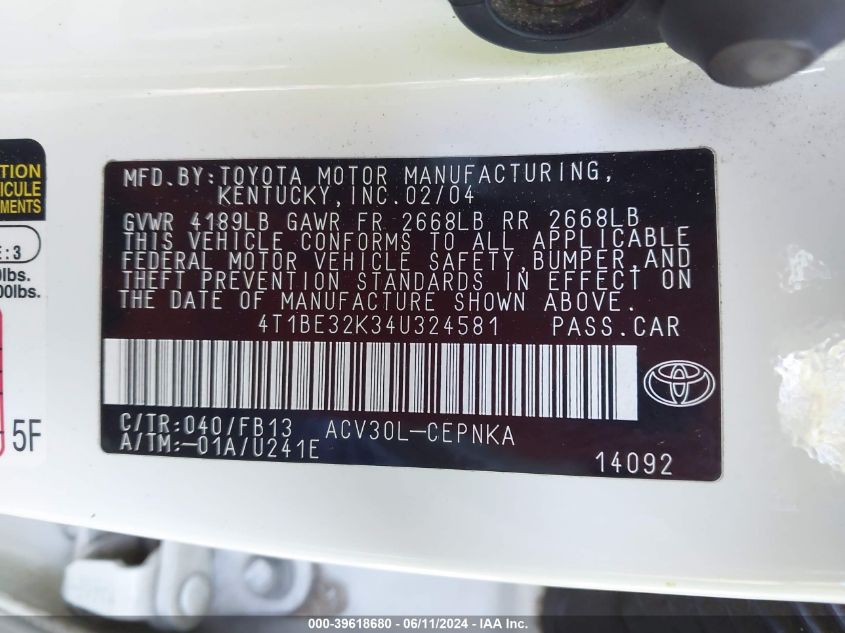 MFD.BY:TOYOTA MOTOR MANUFACTURING,
KENTUCKY,INC.02/04
GVWR 4189LB GAWR FR 2668LB RR 2668LB
THIS VEHICLE CONFORMS TO ALL APPLICABLE
FEDERAL MOTOR VEHICLE SAFETY,BUMPER,AND
THEFT PREVENTION STANDARDS IN EFFECT ON
THE DATE OF MANUFACTURE SHOWN ABOVE.
4T1BE32K34U324581 PASS.CAR
C/TR:040/FB13 ACV30L-CEPNKA
A/TM:-01A/U241E
14092
5F
000-39618680 - 06/11/2024 - IAA Inc.